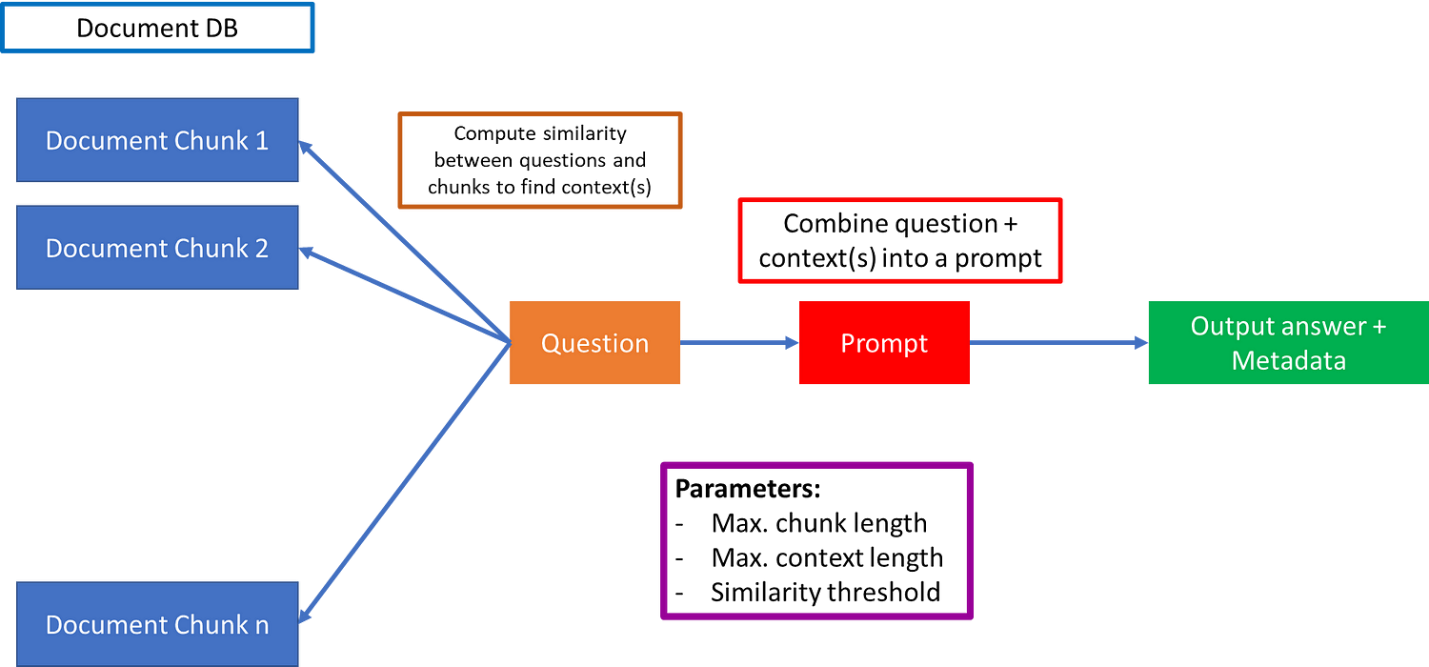 Document DB
Document Chunk 1
Document Chunk 2
Document Chunk n
Compute similarity
between questions and
chunks to find context(s)
Question
Combine question +
context(s) into a prompt
Prompt
Output answer +
Metadata
Parameters:
- Max. chunk length
- Max. context length
- Similarity threshold